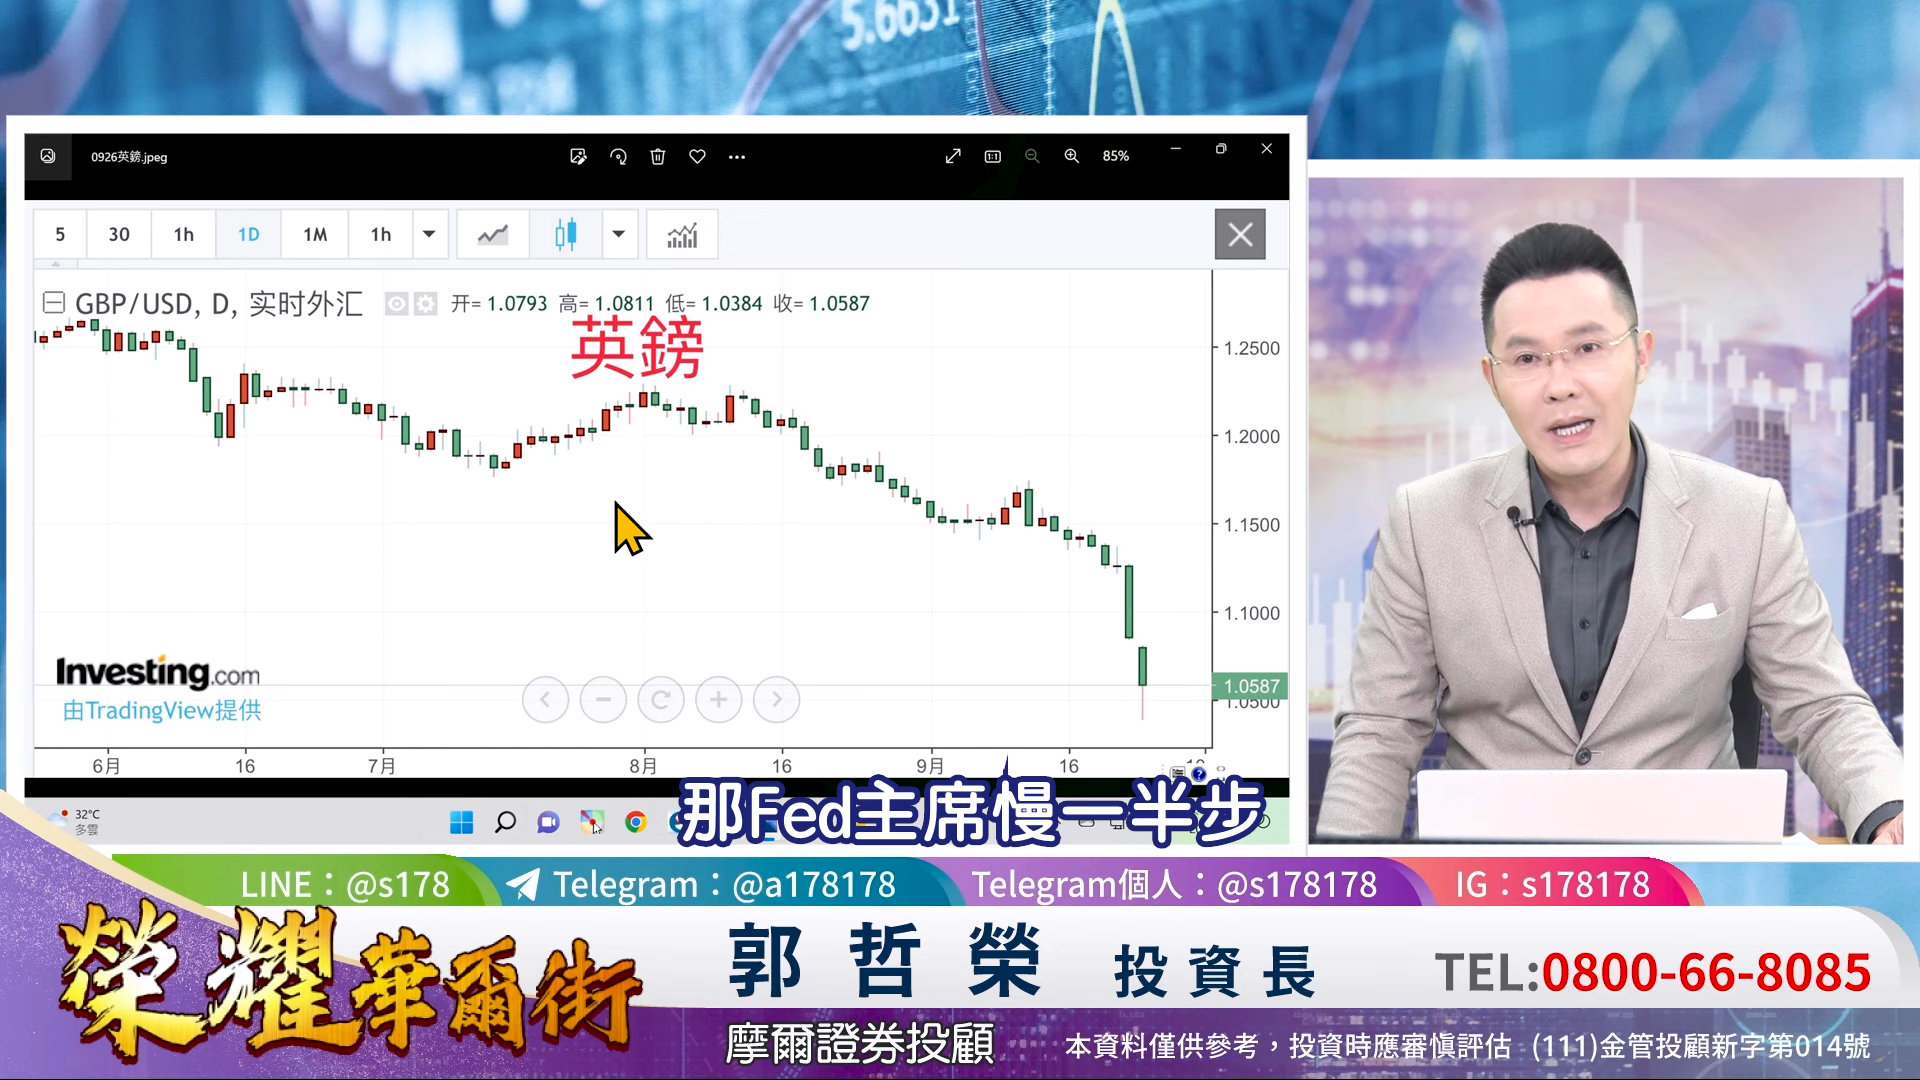 5.6631
0926英鎊.jpeg
85%
5 30 1h 1D 1M 1h
GBP/USD, D, 实时外汇 开= 1.0793 高= 1.0811 低= 1.0384 收= 1.0587
英鎊
1.2500
1.2000
1.1500
1.1000
1.0587
1.0500
Investing.com
由TradingView提供
6月 16 7月 8月 16 9月 16
32°C
多雲
那Fed主席慢一半步
LINE：@s178 Telegram：@a178178 Telegram個人：@s178178 IG：s178178
榮耀華爾街
郭哲榮 投資長 TEL:0800-66-8085
摩爾證券投顧 本資料僅供參考，投資時應審慎評估 (111)金管投顧新字第014號